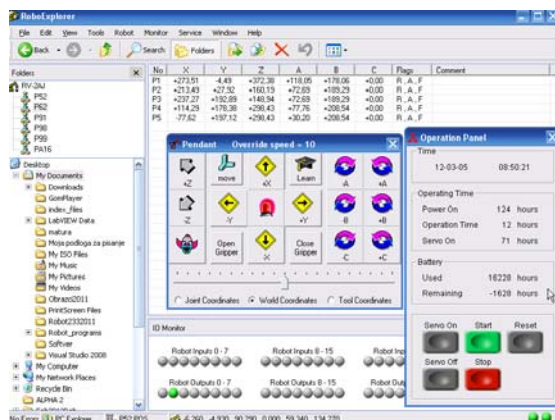 RoboExplorer
File Edit View Tools Robot Monitor Service Window Help
Back Search Folders
Folders
RV-2AJ
P52
P62
P91
P98
P99
PA16
Desktop
My Documents
Downloads
GomPlayer
index_files
LabVIEW Data
matura
Moja podloga za pisanje
My ISO Files
My Music
My Pictures
My Videos
Obrazci2011
PrintScreen Files
Robot2332011
Robot_programs
Softver
Visual Studio 2008
My Computer
My Network Places
Recycle Bin
ALPHA 2
No X Y Z A B C Flags Comment
P1 +273,51 -4,49 +372,38 +118,05 +178,06 +0,00 R ,A ,F
P2 +213,49 +27,92 +160,19 +72,69 +189,29 +0,00 R ,A ,F
P3 +237,27 +192,89 +148,94 +72,69 +189,29 +0,00 R ,A ,F
P4 +114,29 +178,38 +298,43 +77,76 +208,54 +0,00 R ,A ,F
P5 -77,62 +197,12 +298,43 +30,20 +208,54 +0,00 R ,A ,F
Pendant Override speed = 10
+Z move +X Learn -A +A
-Z -Y +Y -B +B
Open Gripper -X Close Gripper -C +C
Joint Coordinates World Coordinates Tool Coordinates
IO Monitor
Robot Inputs 0 - 7 Robot Inputs 8 - 15 Robot Inp
Robot Outputs 0 - 7 Robot Outputs 8 - 15 Robot Out
Operation Panel
Time
12-03-05 08:50:21
Operating Time
Power On 124 hours
Operation Time 12 hours
Servo On 71 hours
Battery
Used 16228 hours
Remaining -1628 hours
Servo On Start Reset
Servo Off Stop